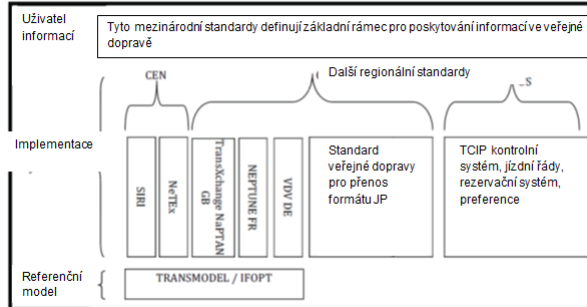 Uživatel
informací
Tyto mezinárodní standardy definují základní rámec pro poskytování informací ve veřejné
dopravě
CEN
Další regionální standardy
S
Implementace
SIRI
NeTEx
TransXchange NaPTAN
GB
NEPTUNE FR
VDV DE
Standard
veřejné dopravy
pro přenos
formátu JP
TCIP kontrolní
systém, jízdní řády,
rezervační systém,
preference
Referenční
model
TRANSMODEL / IFOPT